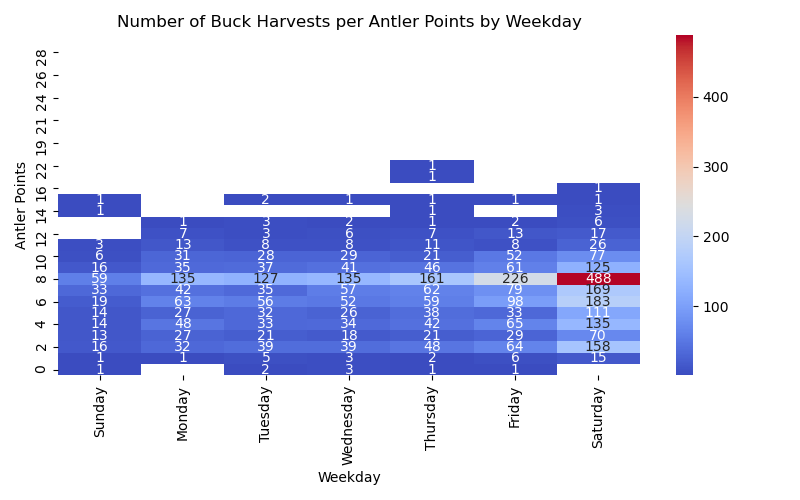 Number of Buck Harvests per Antler Points by Weekday
28
26
24
400
21
19
22 1
1 300
16 1
1 2 1 1 1 1
14 1 1 3
1 3 2 1 2 6
12 7 3 6 7 13 17
3 13 8 8 11 8 26 200
10 6 31 28 29 21 52 77
16 35 37 41 46 61 125
8 59 135 127 135 161 226 488
33 42 35 57 62 79 169
6 19 63 56 52 59 98 183
14 27 32 26 38 33 111 100
4 14 48 33 34 42 65 135
13 27 21 18 21 29 70
2 16 32 39 39 48 64 158
1 1 5 3 2 6 15
0 1 2 3 1 1
Antler Points
Sunday
Monday
Tuesday
Wednesday
Thursday
Friday
Saturday
Weekday